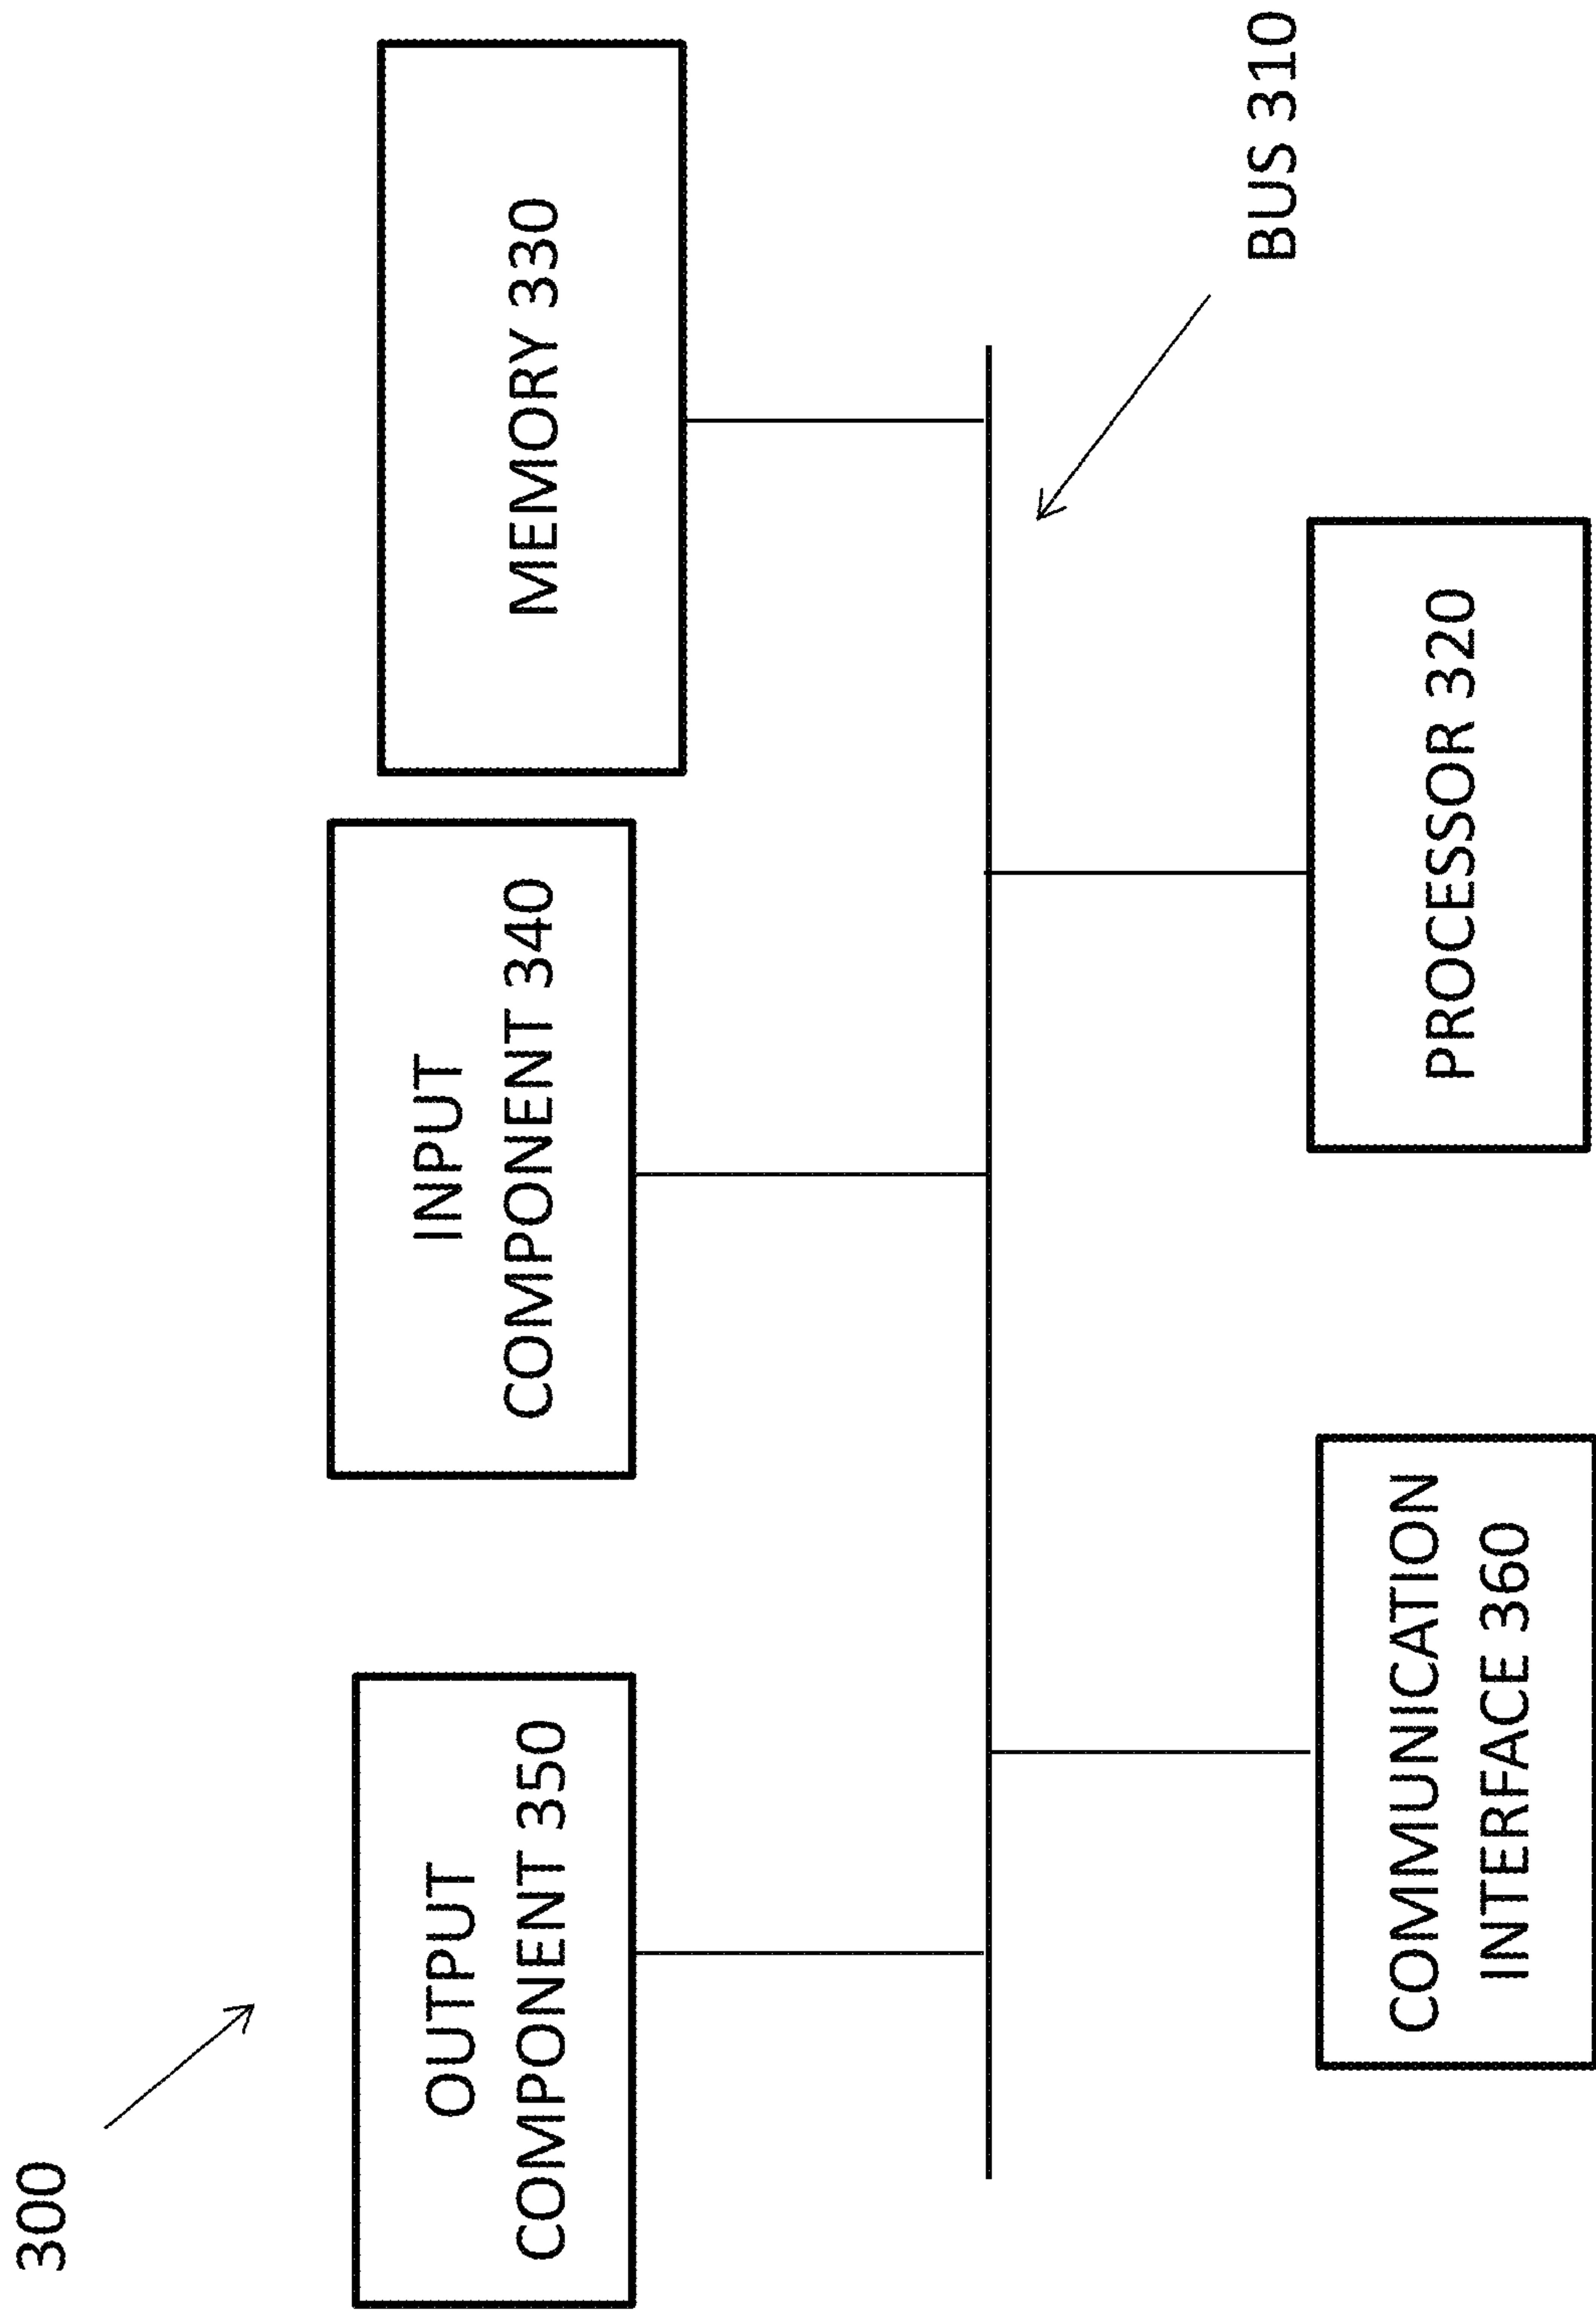 300
OUTPUT
COMPONENT 350
INPUT
COMPONENT 340
MEMORY 330
BUS 310
COMMUNICATION
INTERFACE 360
PROCESSOR 320